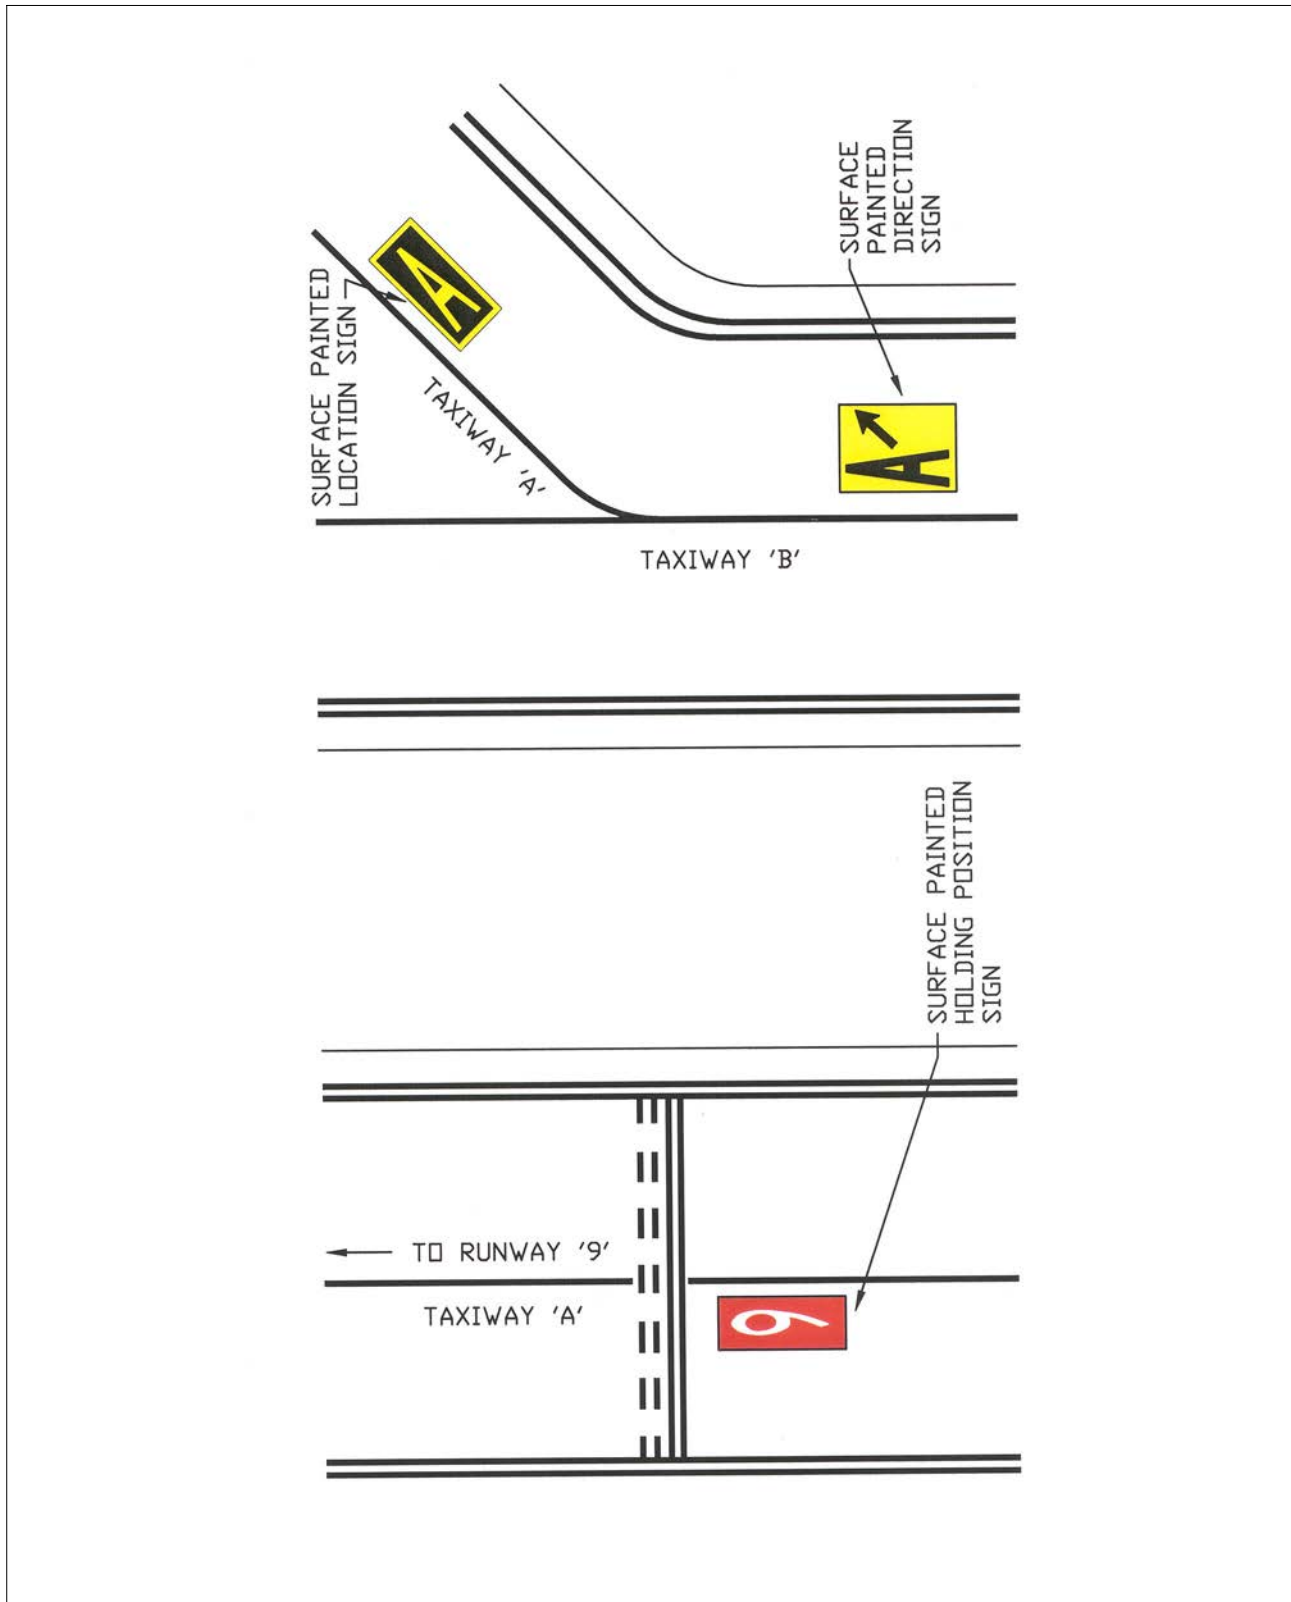 SURFACE PAINTED
LOCATION SIGN
A
TAXIWAY 'A'
SURFACE
PAINTED
DIRECTION
SIGN
A
TAXIWAY 'B'
SURFACE PAINTED
HOLDING POSITION
SIGN
TO RUNWAY '9'
TAXIWAY 'A'
9